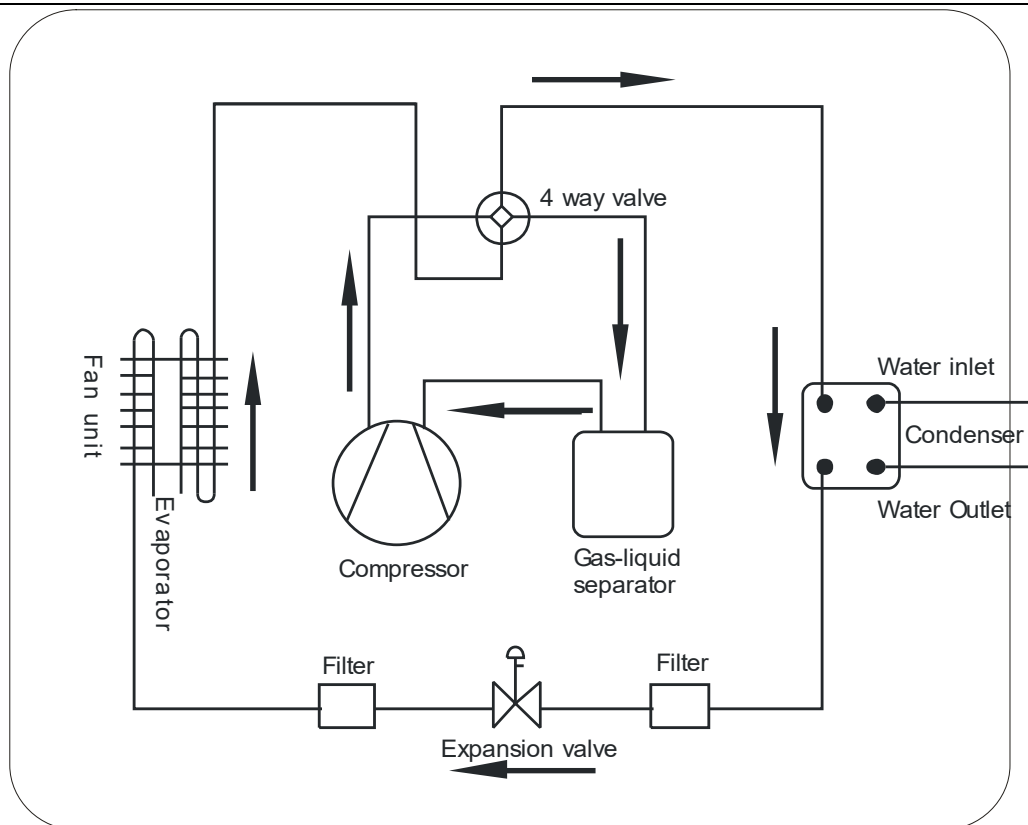 4 way valve
Fan unit
Evaporator
Water inlet
Condenser
Water Outlet
Compressor
Gas-liquid
separator
Filter
Filter
Expansion valve